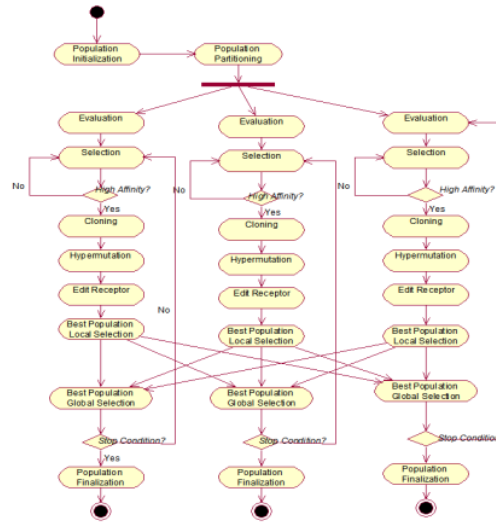 Population
Initialization
Population
Partitioning
Evaluation
Evaluation
Evaluation
Selection
Selection
Selection
No
High Affinity?
No
High Affinity?
No
High Affinity?
Yes
Yes
Yes
Cloning
Cloning
Cloning
Hypermutation
Hypermutation
Hypermutation
Edit Receptor
Edit Receptor
Edit Receptor
No
Best Population
Local Selection
Best Population
Local Selection
Best Population
Local Selection
Best Population
Global Selection
Best Population
Global Selection
Best Population
Global Selection
Stop Condition?
Stop Condition?
Stop Condition?
Yes
Population
Finalization
Population
Finalization
Population
Finalization